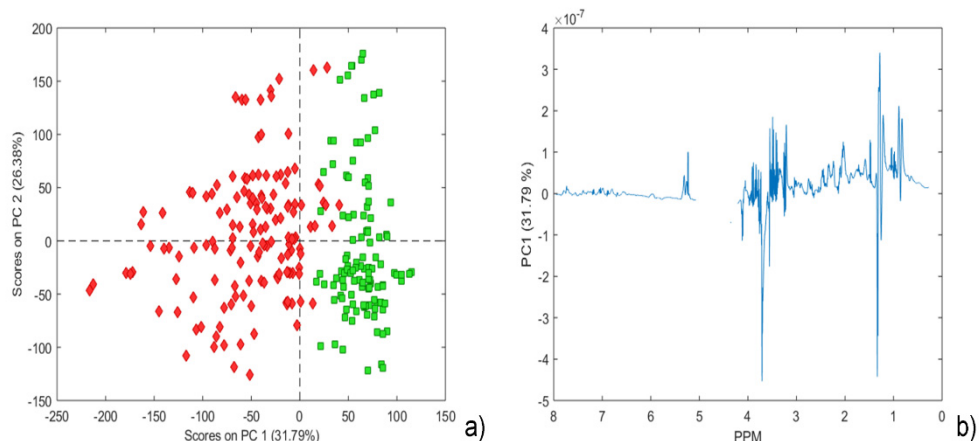 200
150
100
50
0
-50
-100
-150
-250 -200 -150 -100 -50 0 50 100 150
Scores on PC 2 (26.38%)
Scores on PC 1 (31.79%)
a)
×10⁻⁷
4
3
2
1
0
-1
-2
-3
-4
-5
8 7 6 5 4 3 2 1 0
PC1 (31.79 %)
PPM
b)